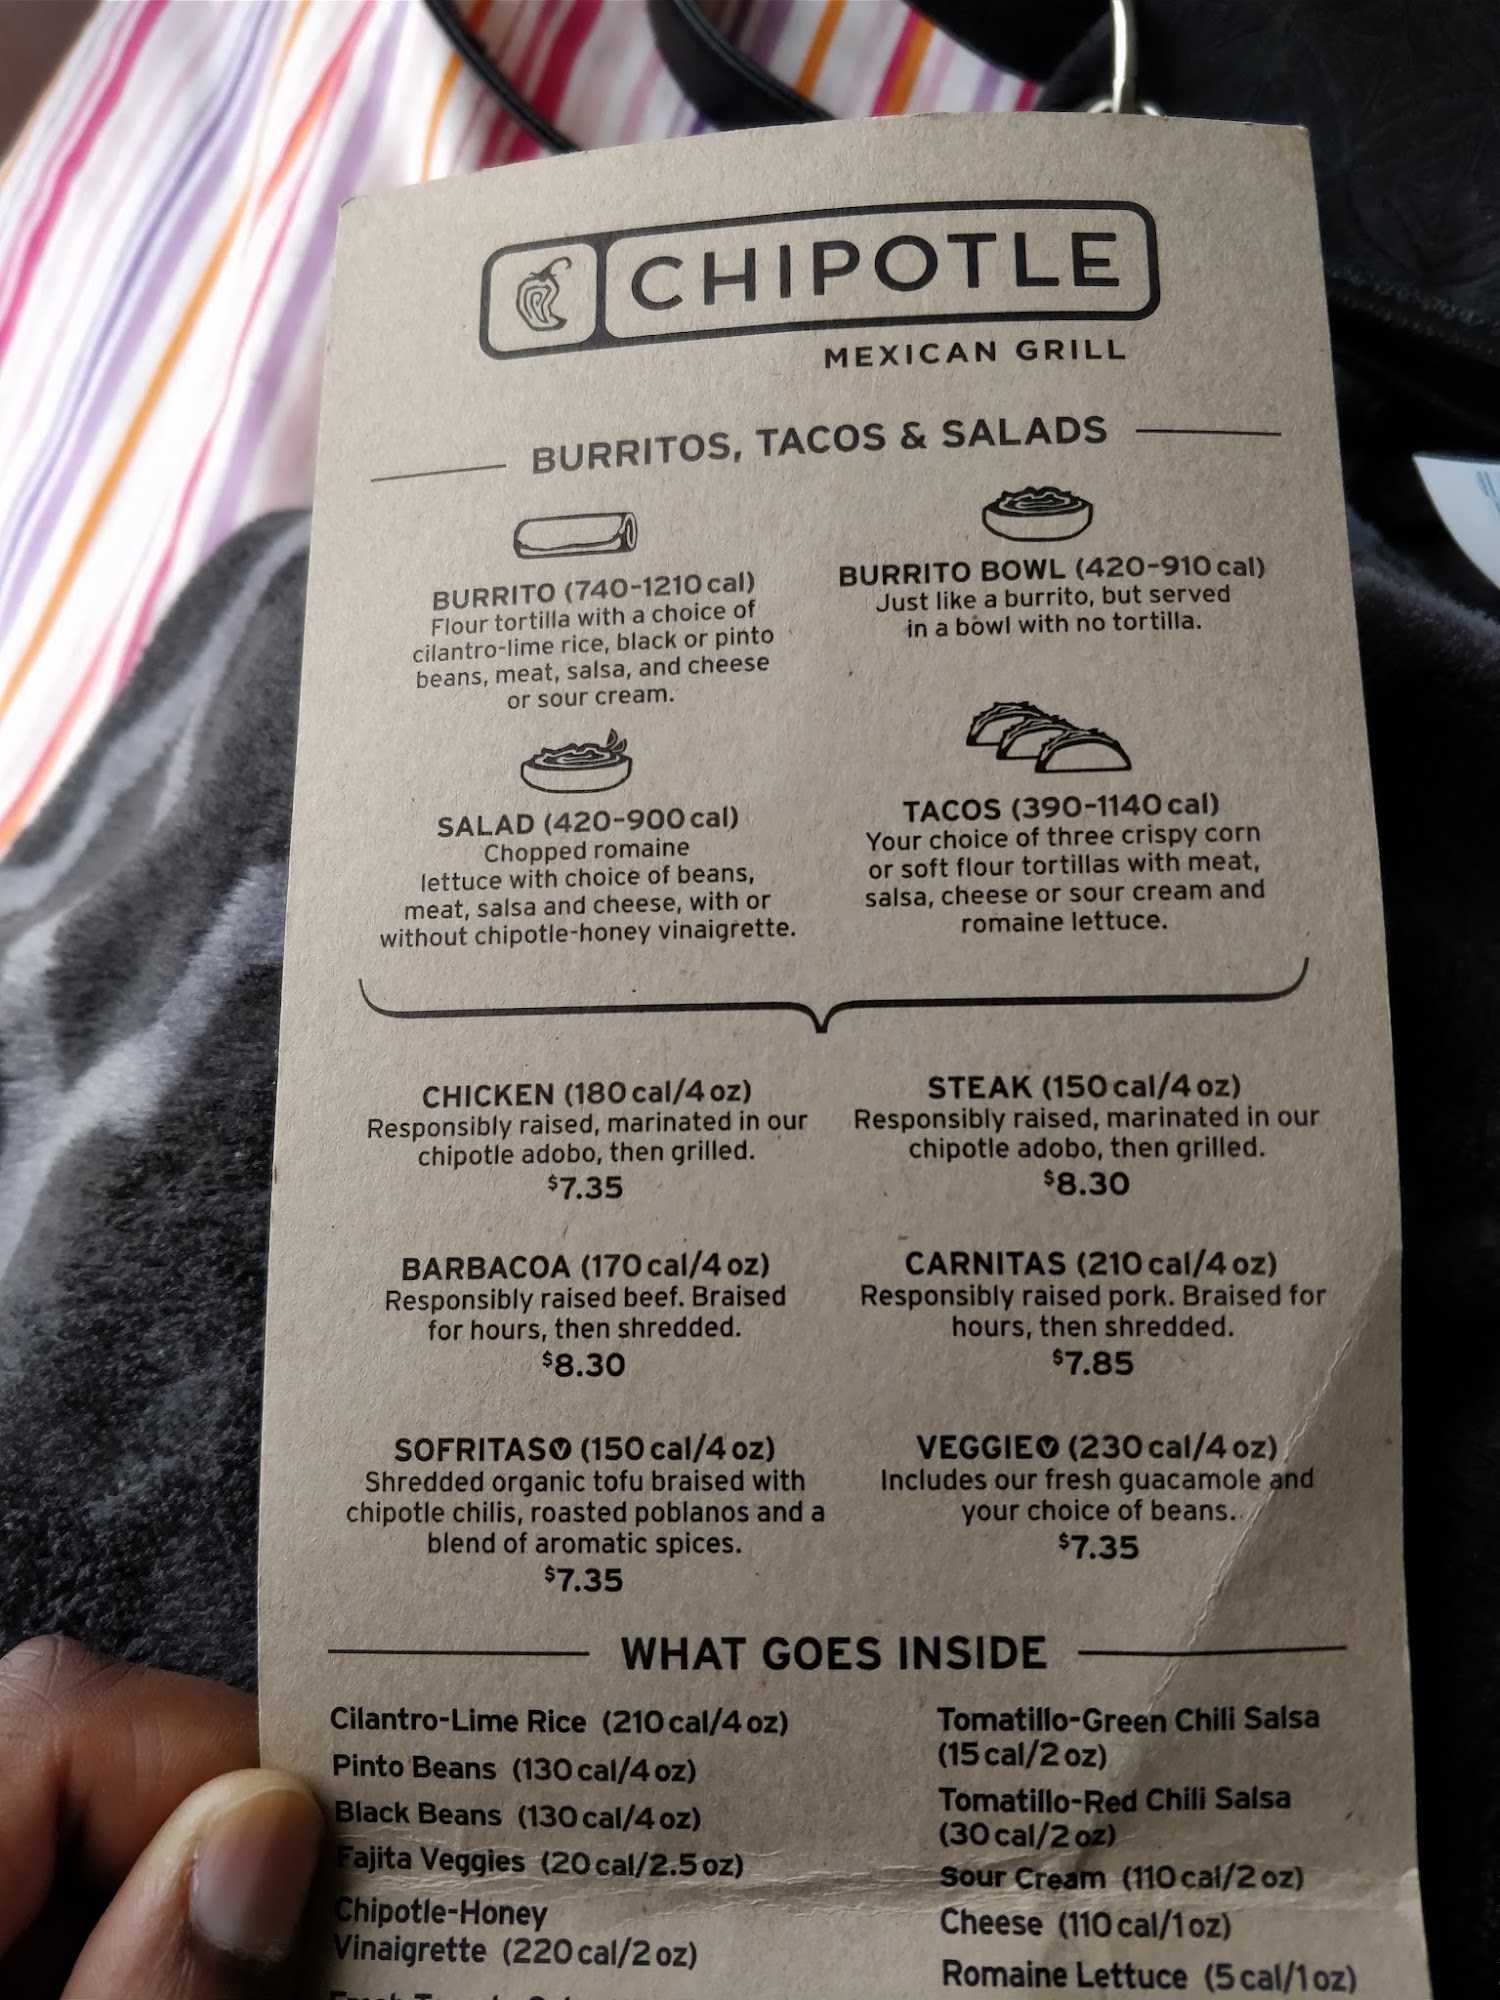 CHIPOTLE
MEXICAN GRILL
BURRITOS, TACOS & SALADS
BURRITO (740-1210 cal)
Flour tortilla with a choice of
cilantro-lime rice, black or pinto
beans, meat, salsa, and cheese
or sour cream.
BURRITO BOWL (420-910 cal)
Just like a burrito, but served
in a bowl with no tortilla.
SALAD (420-900 cal)
Chopped romaine
lettuce with choice of beans,
meat, salsa and cheese, with or
without chipotle-honey vinaigrette.
TACOS (390-1140 cal)
Your choice of three crispy corn
or soft flour tortillas with meat,
salsa, cheese or sour cream and
romaine lettuce.
CHICKEN (180 cal/4 oz)
Responsibly raised, marinated in our
chipotle adobo, then grilled.
$7.35
STEAK (150 cal/4 oz)
Responsibly raised, marinated in our
chipotle adobo, then grilled.
$8.30
BARBACOA (170 cal/4 oz)
Responsibly raised beef. Braised
for hours, then shredded.
$8.30
CARNITAS (210 cal/4 oz)
Responsibly raised pork. Braised for
hours, then shredded.
$7.85
SOFRITAS V (150 cal/4 oz)
Shredded organic tofu braised with
chipotle chilis, roasted poblanos and a
blend of aromatic spices.
$7.35
VEGGIE V (230 cal/4 oz)
Includes our fresh guacamole and
your choice of beans.
$7.35
WHAT GOES INSIDE
Cilantro-Lime Rice (210 cal/4 oz)
Pinto Beans (130 cal/4 oz)
Black Beans (130 cal/4 oz)
Fajita Veggies (20 cal/2.5 oz)
Chipotle-Honey
Vinaigrette (220 cal/2 oz)
Tomatillo-Green Chili Salsa
(15 cal/2 oz)
Tomatillo-Red Chili Salsa
(30 cal/2 oz)
Sour Cream (110 cal/2 oz)
Cheese (110 cal/1 oz)
Romaine Lettuce (5 cal/1 oz)